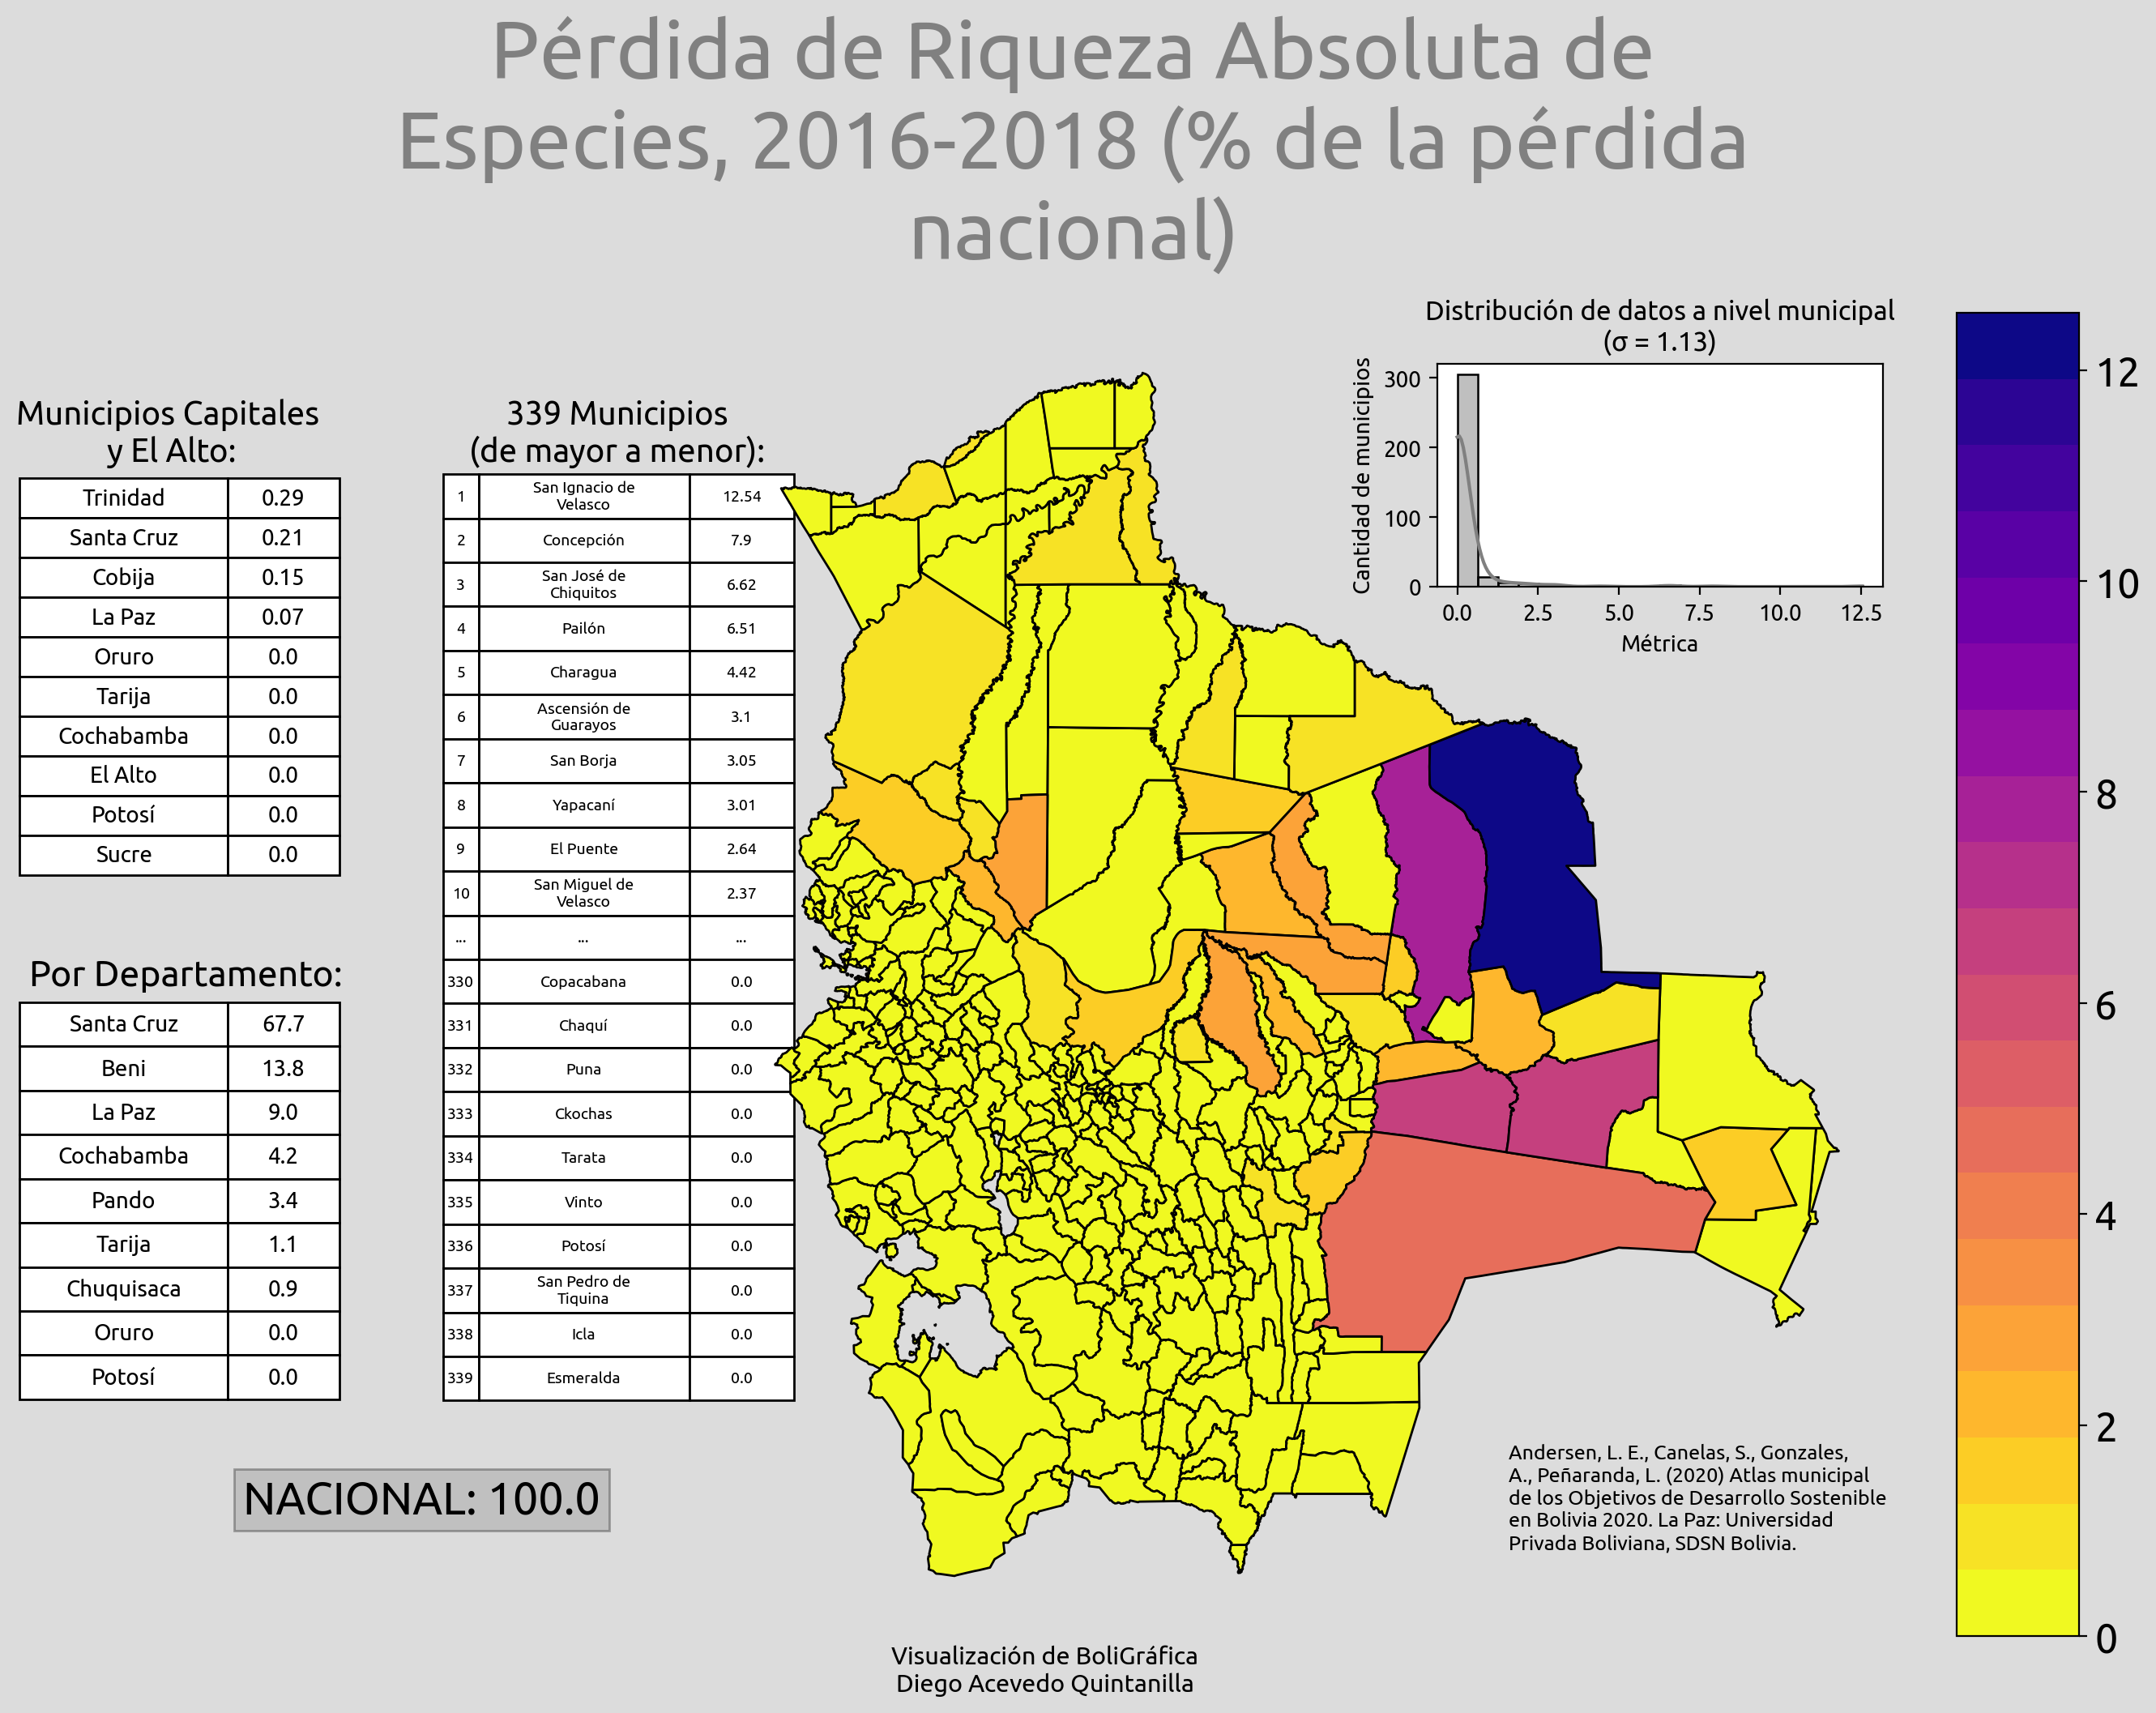 Pérdida de Riqueza Absoluta de
Especies, 2016-2018 (% de la pérdida
nacional)
Municipios Capitales
y El Alto:
Trinidad 0.29
Santa Cruz 0.21
Cobija 0.15
La Paz 0.07
Oruro 0.0
Tarija 0.0
Cochabamba 0.0
El Alto 0.0
Potosí 0.0
Sucre 0.0
Por Departamento:
Santa Cruz 67.7
Beni 13.8
La Paz 9.0
Cochabamba 4.2
Pando 3.4
Tarija 1.1
Chuquisaca 0.9
Oruro 0.0
Potosí 0.0
NACIONAL: 100.0
339 Municipios
(de mayor a menor):
1 San Ignacio de
Velasco 12.54
2 Concepción 7.9
3 San José de
Chiquitos 6.62
4 Pailón 6.51
5 Charagua 4.42
6 Ascensión de
Guarayos 3.1
7 San Borja 3.05
8 Yapacaní 3.01
9 El Puente 2.64
10 San Miguel de
Velasco 2.37
... ... ...
330 Copacabana 0.0
331 Chaquí 0.0
332 Puna 0.0
333 Ckochas 0.0
334 Tarata 0.0
335 Vinto 0.0
336 Potosí 0.0
337 San Pedro de
Tiquina 0.0
338 Icla 0.0
339 Esmeralda 0.0
Distribución de datos a nivel municipal
(σ = 1.13)
Cantidad de municipios
300
200
100
0
0.0 2.5 5.0 7.5 10.0 12.5
Métrica
12
10
8
6
4
2
0
Andersen, L. E., Canelas, S., Gonzales,
A., Peñaranda, L. (2020) Atlas municipal
de los Objetivos de Desarrollo Sostenible
en Bolivia 2020. La Paz: Universidad
Privada Boliviana, SDSN Bolivia.
Visualización de BoliGráfica
Diego Acevedo Quintanilla